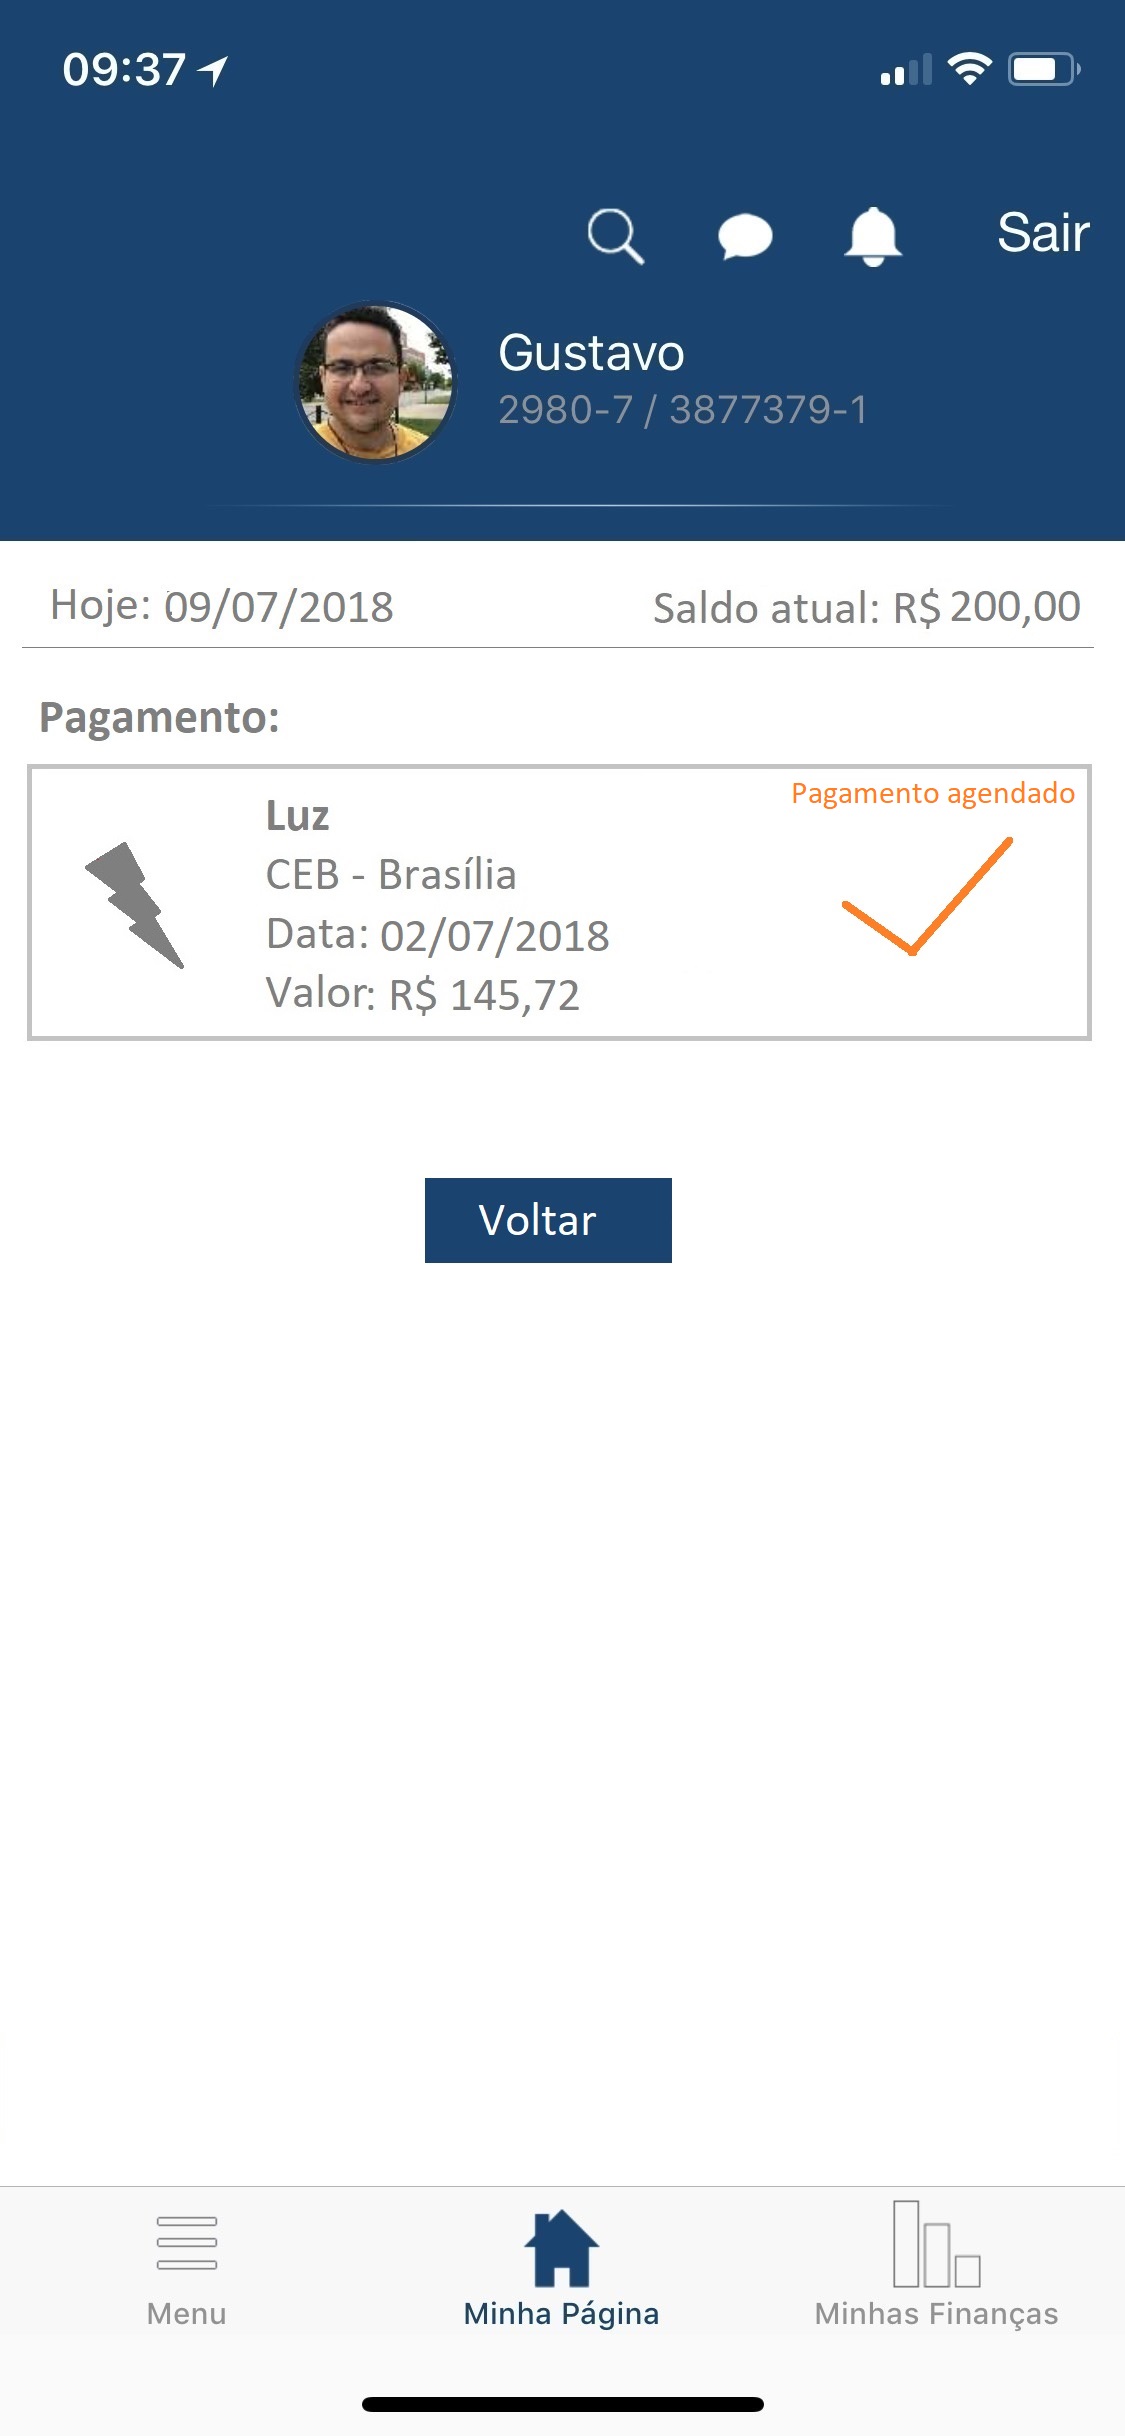 09:37
Sair
Gustavo
2980-7 / 3877379-1
Hoje: 09/07/2018 Saldo atual: R$ 200,00
Pagamento:
Pagamento agendado
Luz
CEB - Brasília
Data: 02/07/2018
Valor: R$ 145,72
Voltar
Menu Minha Página Minhas Finanças